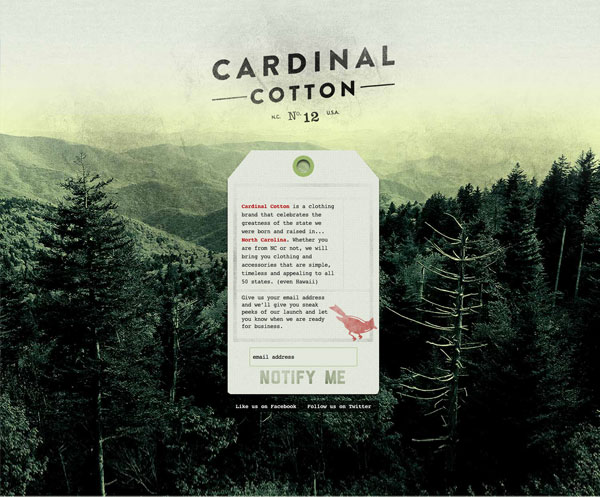 CARDINAL
COTTON
N.C. No. 12 U.S.A.
Cardinal Cotton is a clothing
brand that celebrates the
greatness of the state we
were born and raised in...
North Carolina. Whether you
are from NC or not, we will
bring you clothing and
accessories that are simple,
timeless and appealing to all
50 states. (even Hawaii)
Give us your email address
and we'll give you sneak
peeks of our launch and let
you know when we are ready
for business.
email address
NOTIFY ME
Like us on Facebook Follow us on Twitter